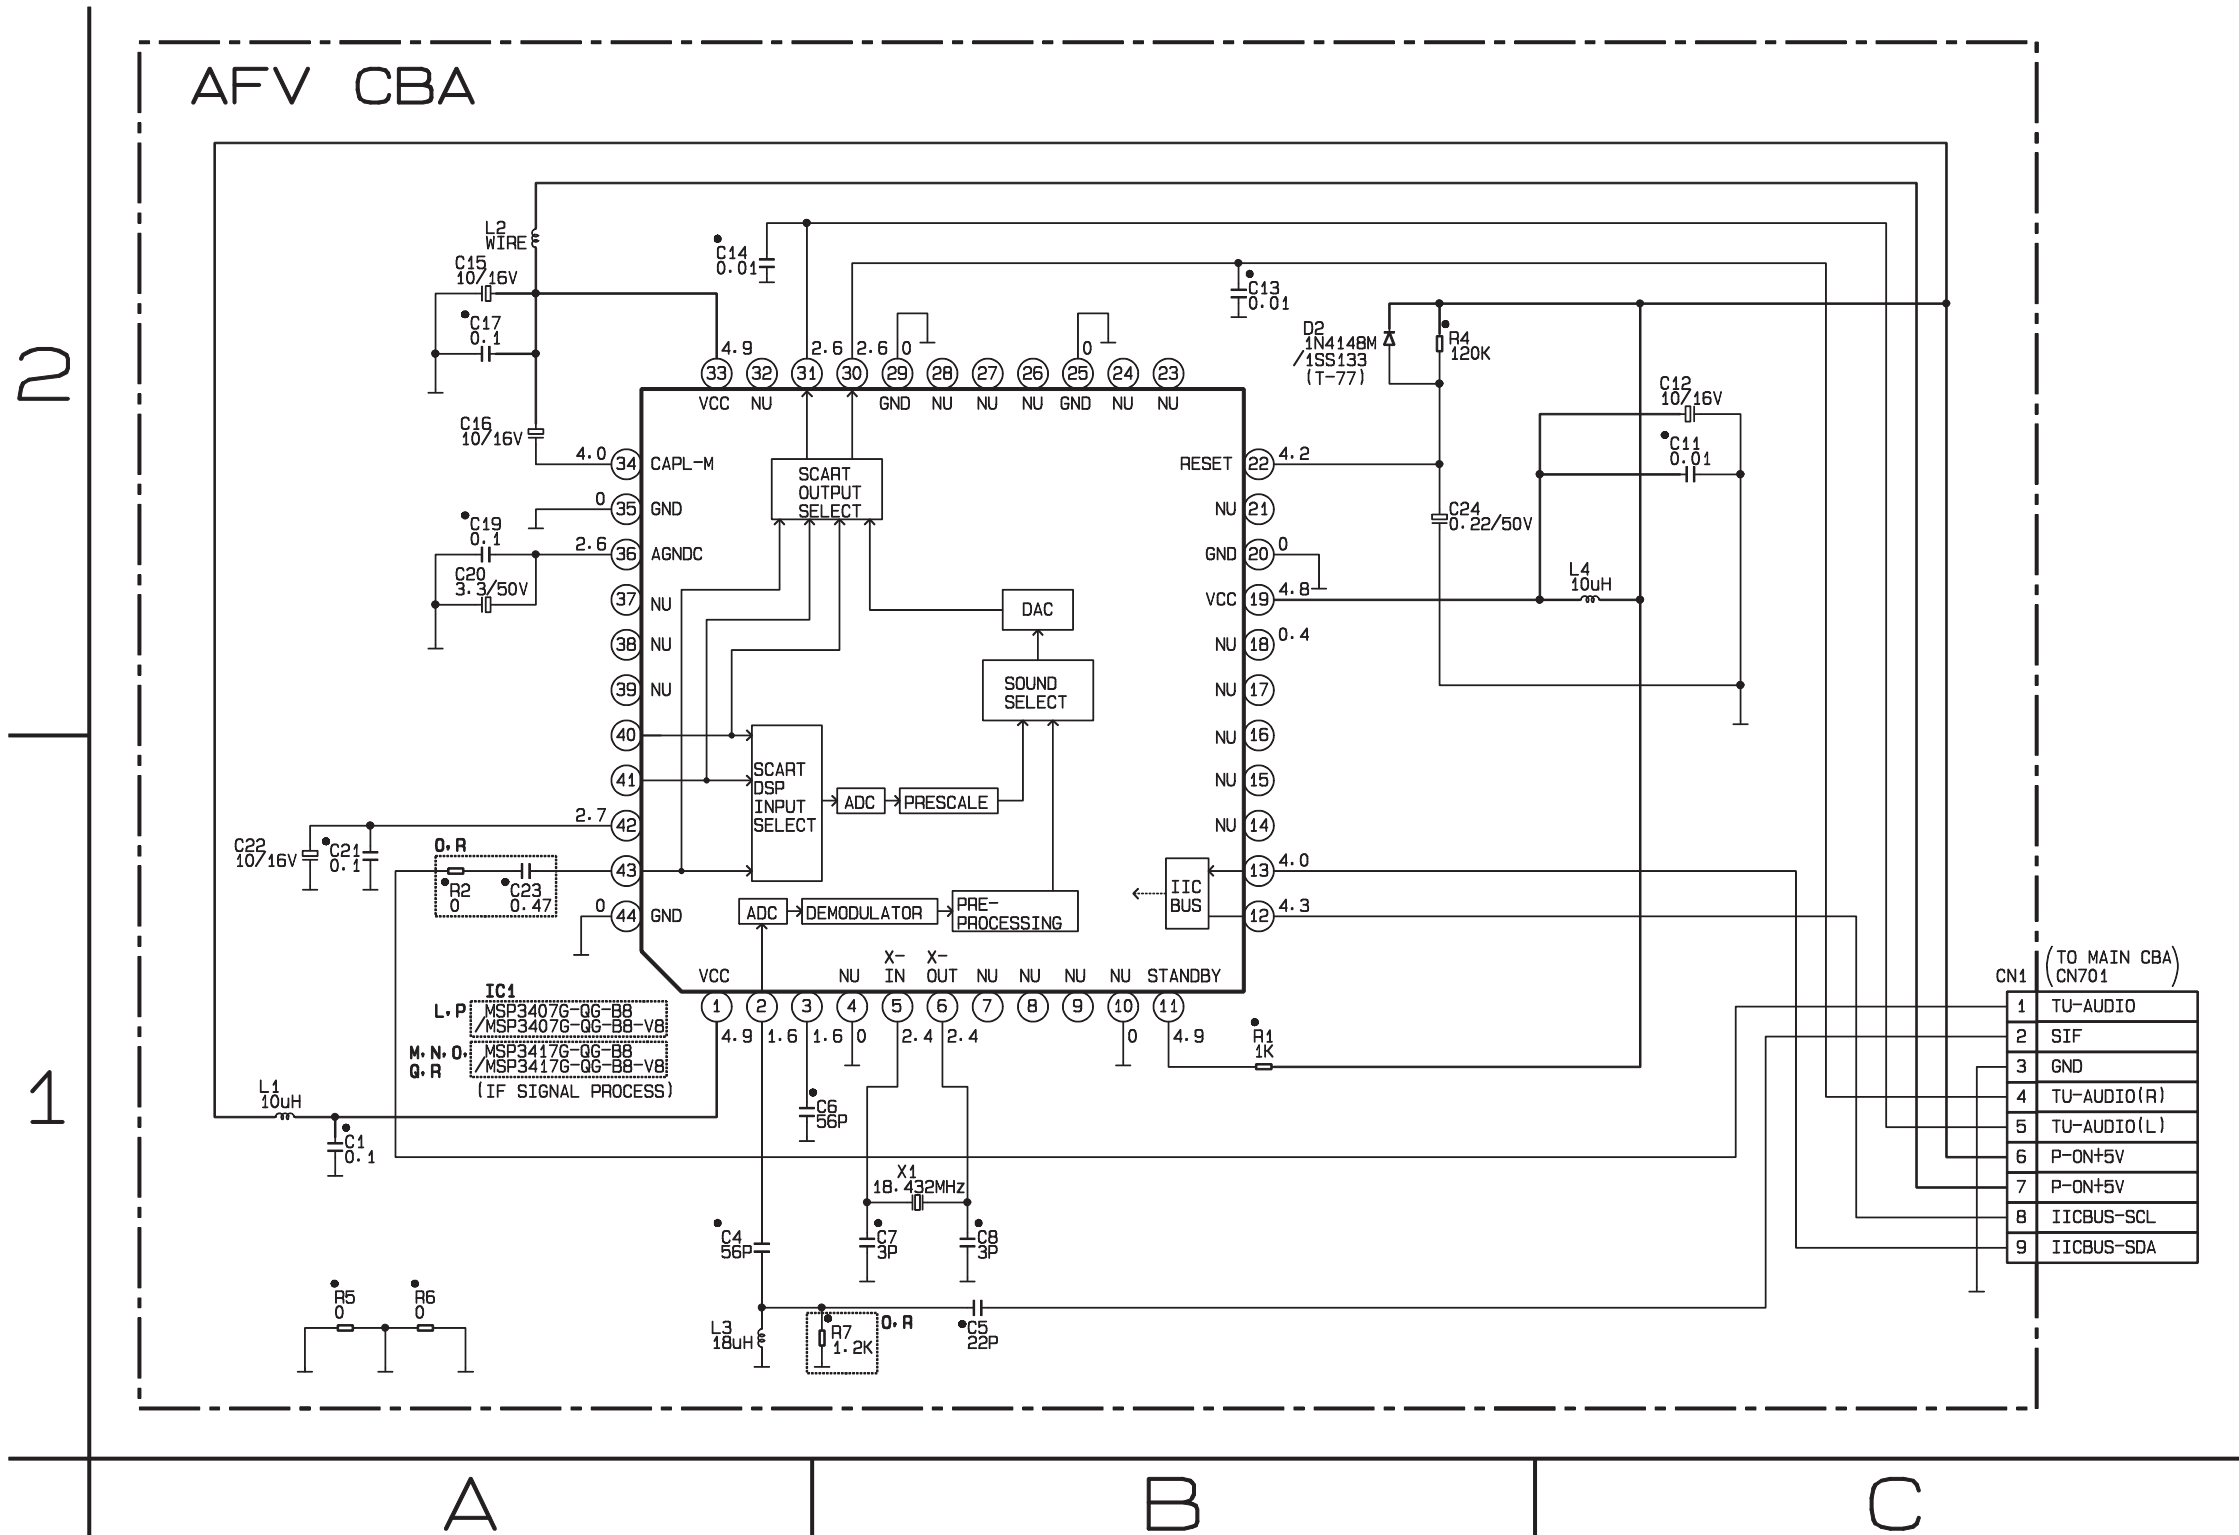 AFV CBA
2
1
A
B
C
L2
WIRE
C15
10/16V
C17
0.1
C16
10/16V
C14
0.01
C13
0.01
D2
1N4148M
/1SS133
(T-77)
R4
120K
C12
10/16V
C11
0.01
C24
0.22/50V
L4
10uH
4.9
2.6
2.6
0
0
33
32
31
30
29
28
27
26
25
24
23
VCC
NU
GND
NU
NU
NU
GND
NU
NU
4.0
34
CAPL-M
0
35
GND
C19
0.1
C20
3.3/50V
2.6
36
AGNDC
37
NU
38
NU
39
NU
40
41
2.7
42
43
0
44
GND
C22
10/16V
C21
0.1
O,R
R2
0
C23
0.47
SCART
OUTPUT
SELECT
DAC
SOUND
SELECT
SCART
DSP
INPUT
SELECT
ADC
PRESCALE
ADC
DEMODULATOR
PRE-
PROCESSING
IIC
BUS
RESET
22
4.2
NU
21
GND
20
0
VCC
19
4.8
NU
18
0.4
NU
17
NU
16
NU
15
NU
14
13
4.0
12
4.3
VCC
NU
X-
IN
X-
OUT
NU
NU
NU
NU
STANDBY
1
2
3
4
5
6
7
8
9
10
11
4.9
1.6
1.6
0
2.4
2.4
0
4.9
IC1
L,P
MSP3407G-QG-B8
/MSP3407G-QG-B8-V8
M,N,O,
Q,R
MSP3417G-QG-B8
/MSP3417G-QG-B8-V8
(IF SIGNAL PROCESS)
L1
10uH
C1
0.1
C6
56P
R1
1K
X1
18.432MHz
C7
3P
C8
3P
C4
56P
L3
18uH
R7
1.2K
O,R
C5
22P
R5
0
R6
0
CN1
(TO MAIN CBA)
CN701
1 TU-AUDIO
2 SIF
3 GND
4 TU-AUDIO(R)
5 TU-AUDIO(L)
6 P-ON+5V
7 P-ON+5V
8 IICBUS-SCL
9 IICBUS-SDA